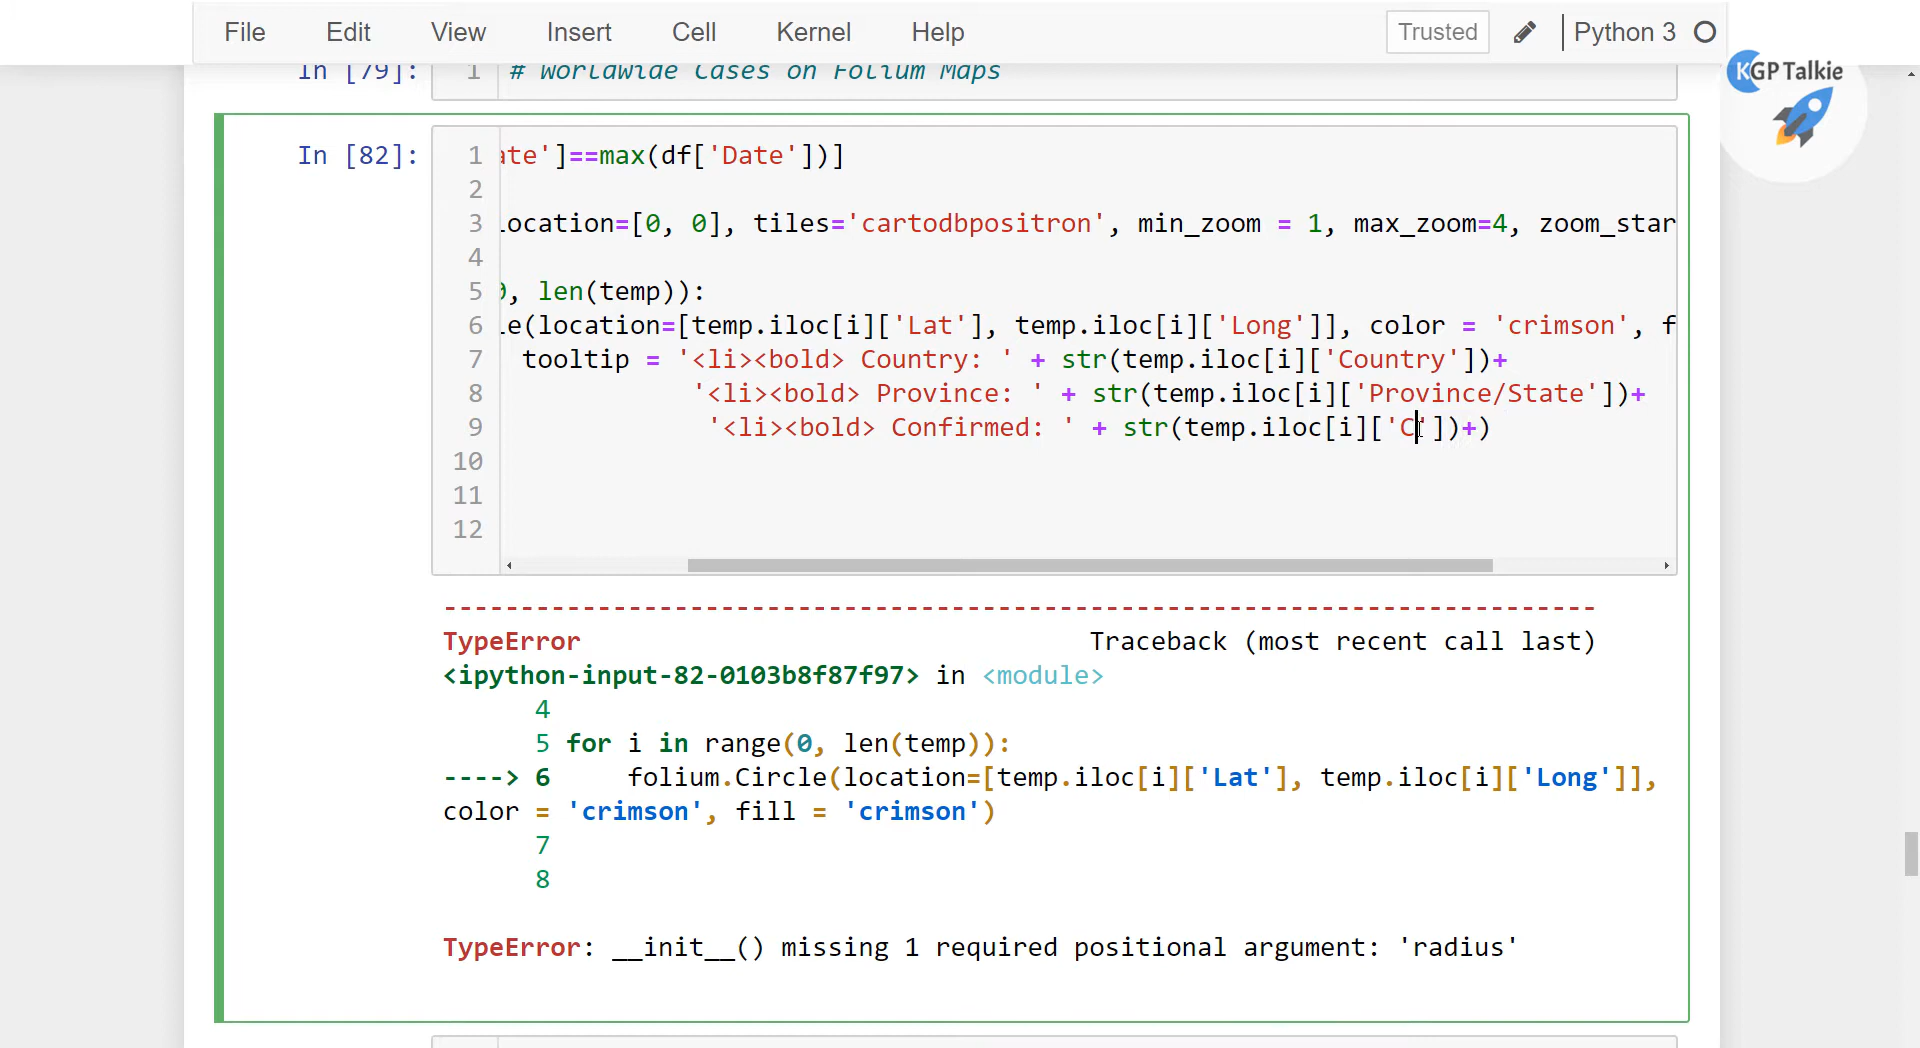 File Edit View Insert Cell Kernel Help Trusted Python 3
KGP Talkie
In [79]: 1 # Worldwide Cases on Folium Maps
In [82]: 1 ate']==max(df['Date'])]
2
3 location=[0, 0], tiles='cartodbpositron', min_zoom = 1, max_zoom=4, zoom_star
4
5 0, len(temp)):
6 le(location=[temp.iloc[i]['Lat'], temp.iloc[i]['Long']], color = 'crimson', f
7 tooltip = '<li><bold> Country: ' + str(temp.iloc[i]['Country'])+
8 '<li><bold> Province: ' + str(temp.iloc[i]['Province/State'])+
9 '<li><bold> Confirmed: ' + str(temp.iloc[i]['C'])+)
10
11
12
---------------------------------------------------------------------------
TypeError Traceback (most recent call last)
<ipython-input-82-0103b8f87f97> in <module>
4
5 for i in range(0, len(temp)):
----> 6 folium.Circle(location=[temp.iloc[i]['Lat'], temp.iloc[i]['Long']],
color = 'crimson', fill = 'crimson')
7
8
TypeError: __init__() missing 1 required positional argument: 'radius'